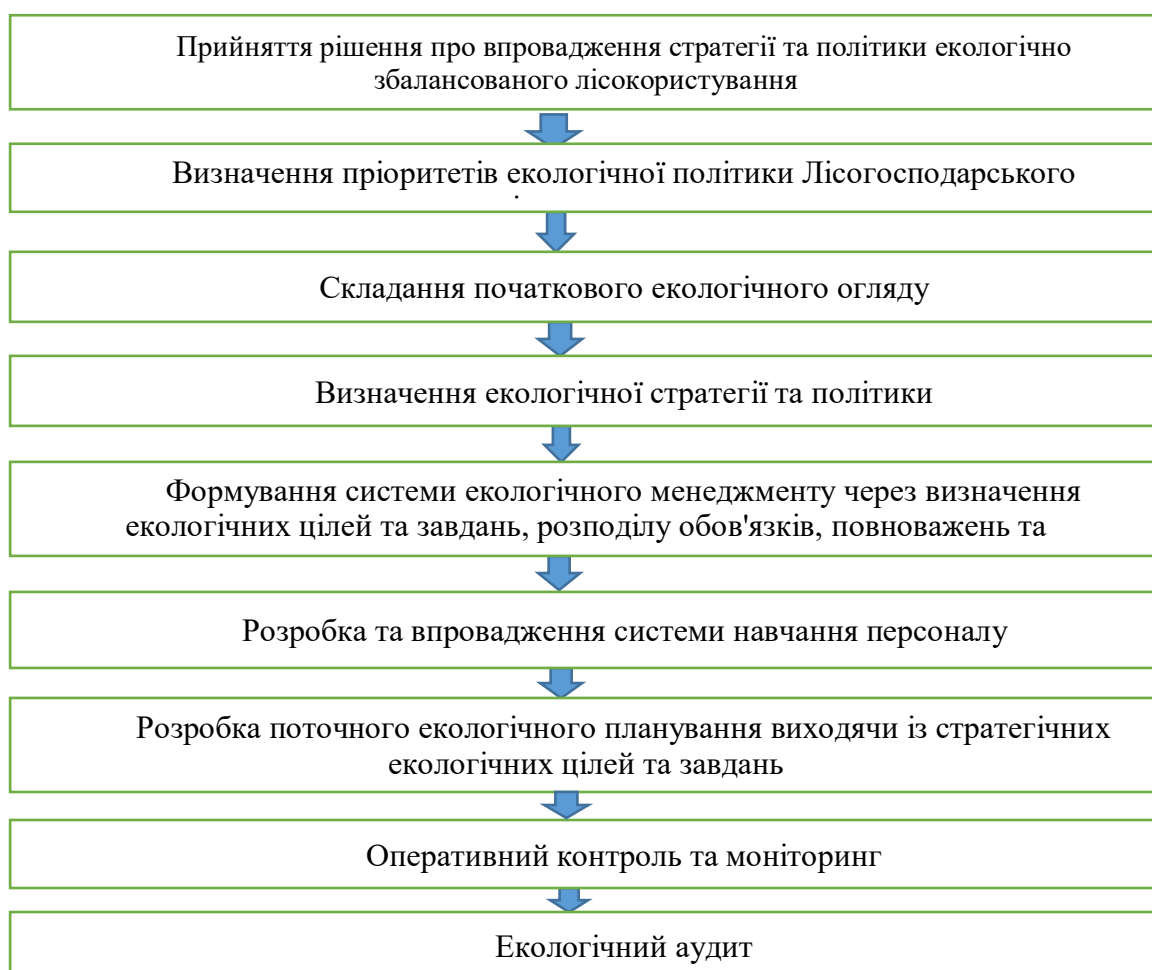 Прийняття рішення про впровадження стратегії та політики екологічно
збалансованого лісокористування
Визначення пріоритетів екологічної політики Лісогосподарського
Складання початкового екологічного огляду
Визначення екологічної стратегії та політики
Формування системи екологічного менеджменту через визначення
екологічних цілей та завдань, розподілу обов'язків, повноважень та
Розробка та впровадження системи навчання персоналу
Розробка поточного екологічного планування виходячи із стратегічних
екологічних цілей та завдань
Оперативний контроль та моніторинг
Екологічний аудит